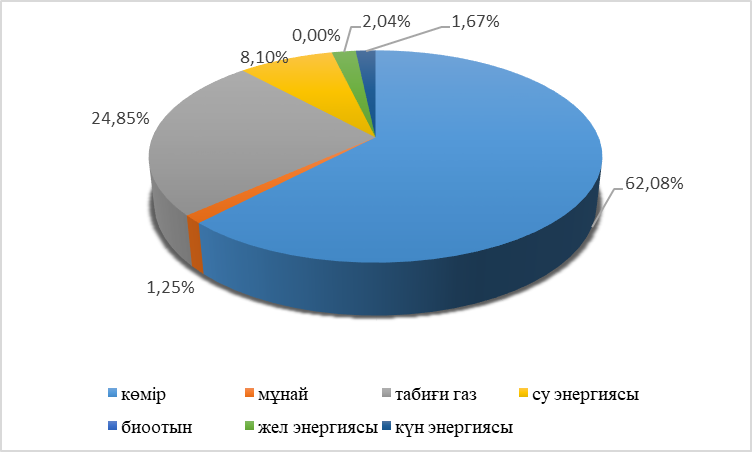 0,00%
2,04%
1,67%
8,10%
24,85%
62,08%
1,25%
көмір
мұнай
табиғи газ
су энергиясы
биоотын
жел энергиясы
күн энергиясы